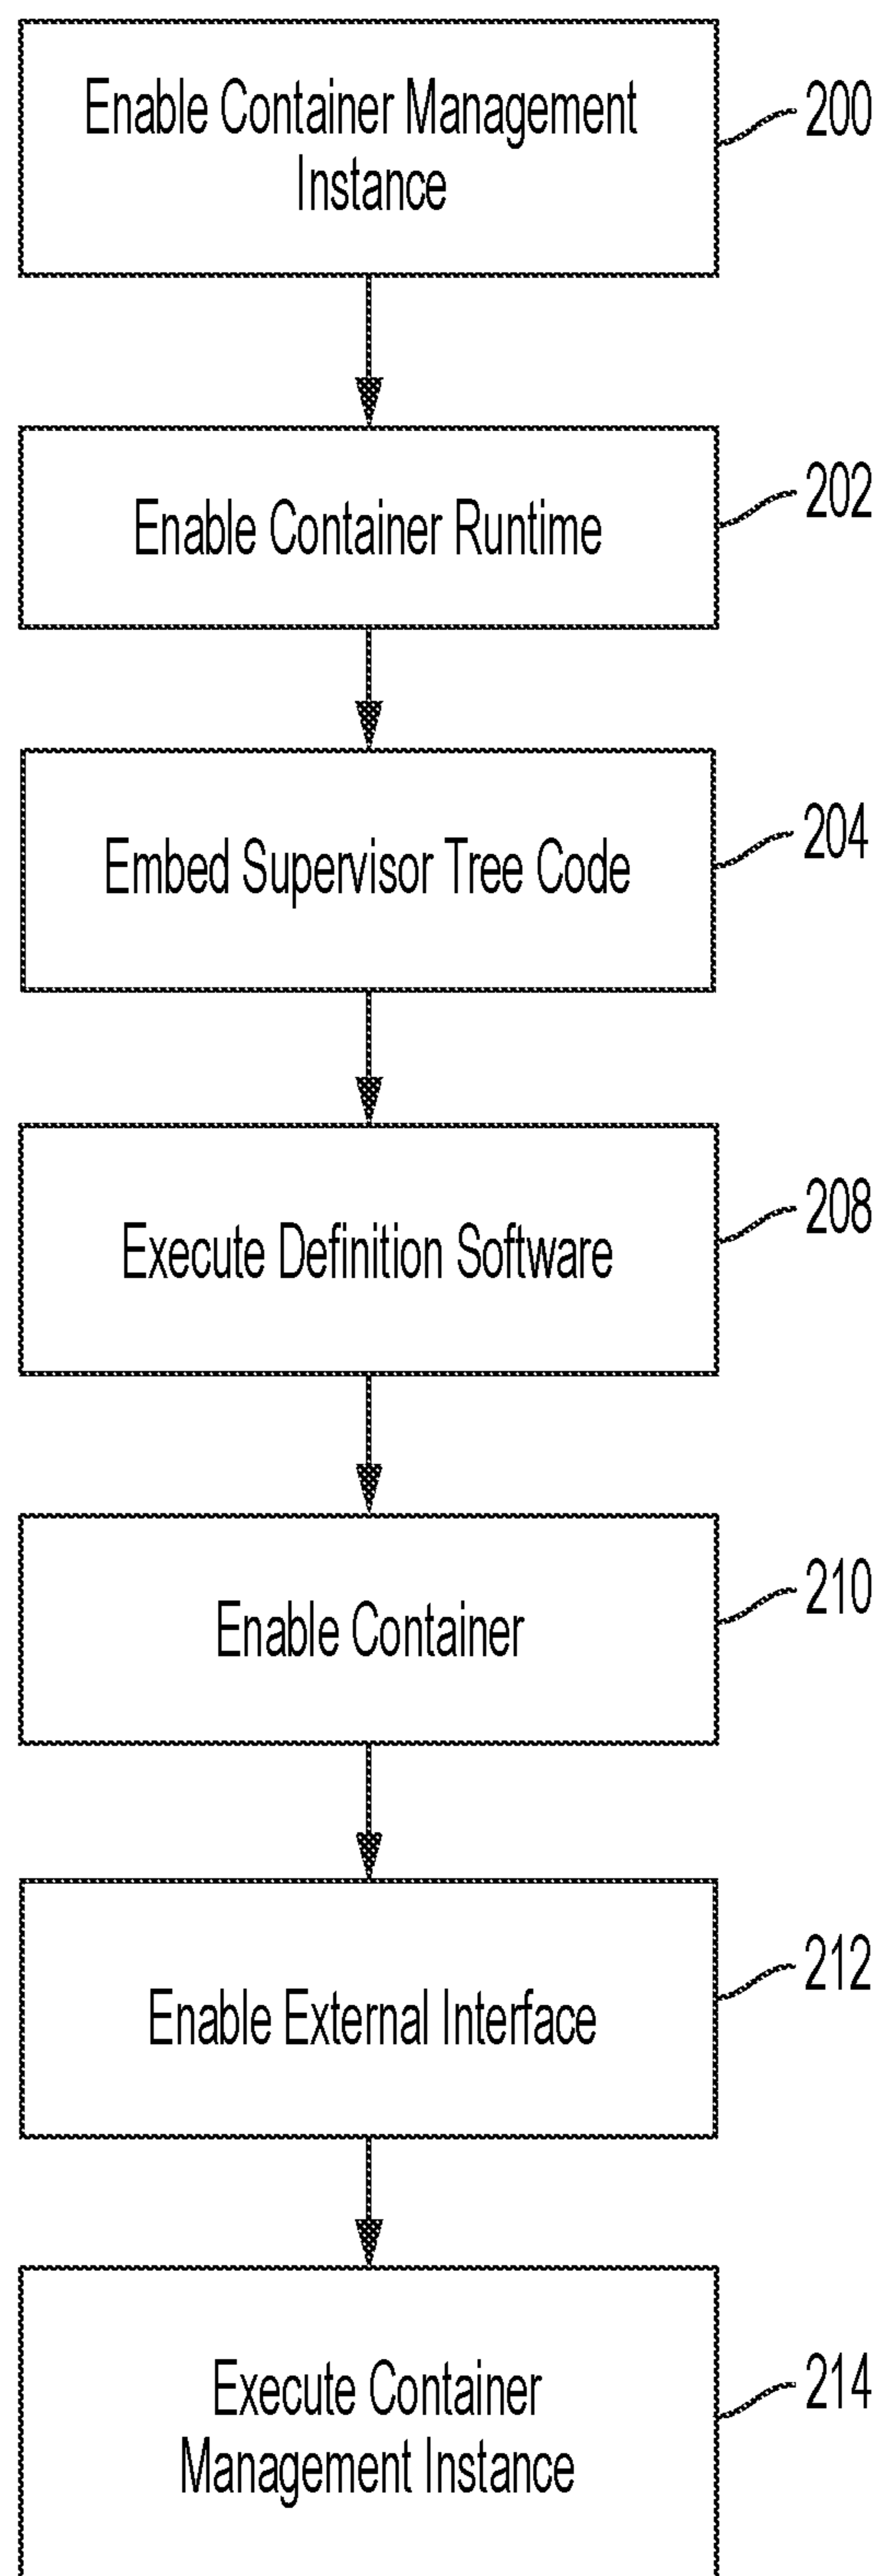 Enable Container Management
Instance
200
Enable Container Runtime
202
Embed Supervisor Tree Code
204
Execute Definition Software
208
Enable Container
210
Enable External Interface
212
Execute Container
Management Instance
214